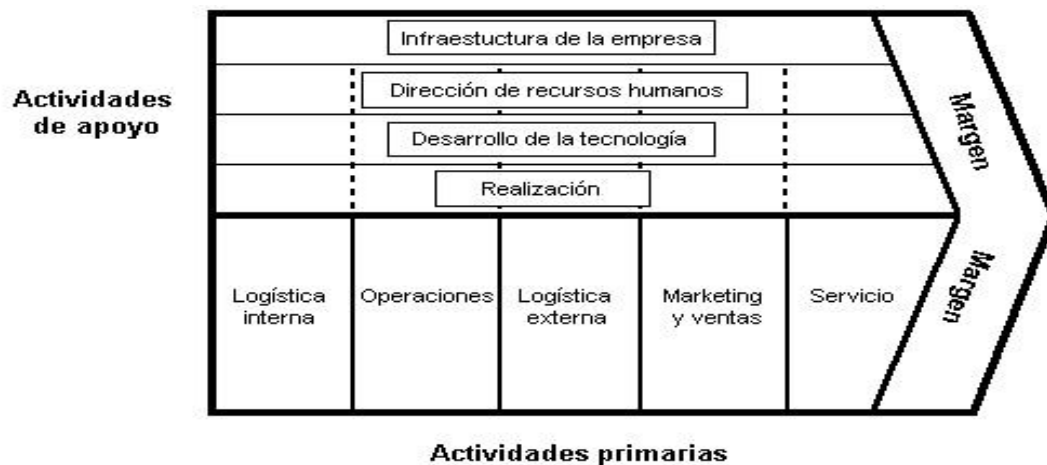 Infraestuctura de la empresa
Actividades
de apoyo
Dirección de recursos humanos
Desarrollo de la tecnología
Realización
Margen
Margen
Logística
interna
Operaciones
Logística
externa
Marketing
y ventas
Servicio
Actividades primarias